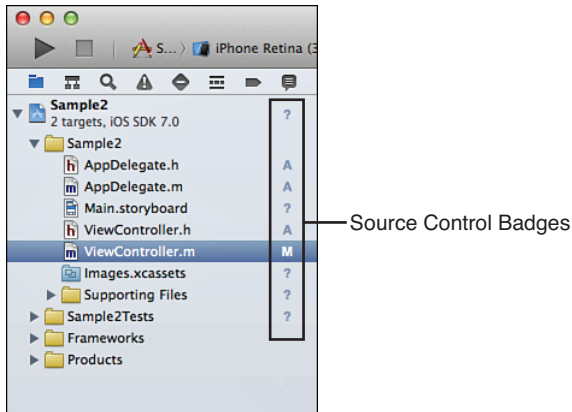 S... iPhone Retina (3
Sample2
2 targets, iOS SDK 7.0
?
Sample2
h AppDelegate.h A
m AppDelegate.m A
Main.storyboard ?
h ViewController.h A
m ViewController.m M
Images.xcassets ?
Supporting Files ?
Sample2Tests ?
Frameworks
Products
Source Control Badges